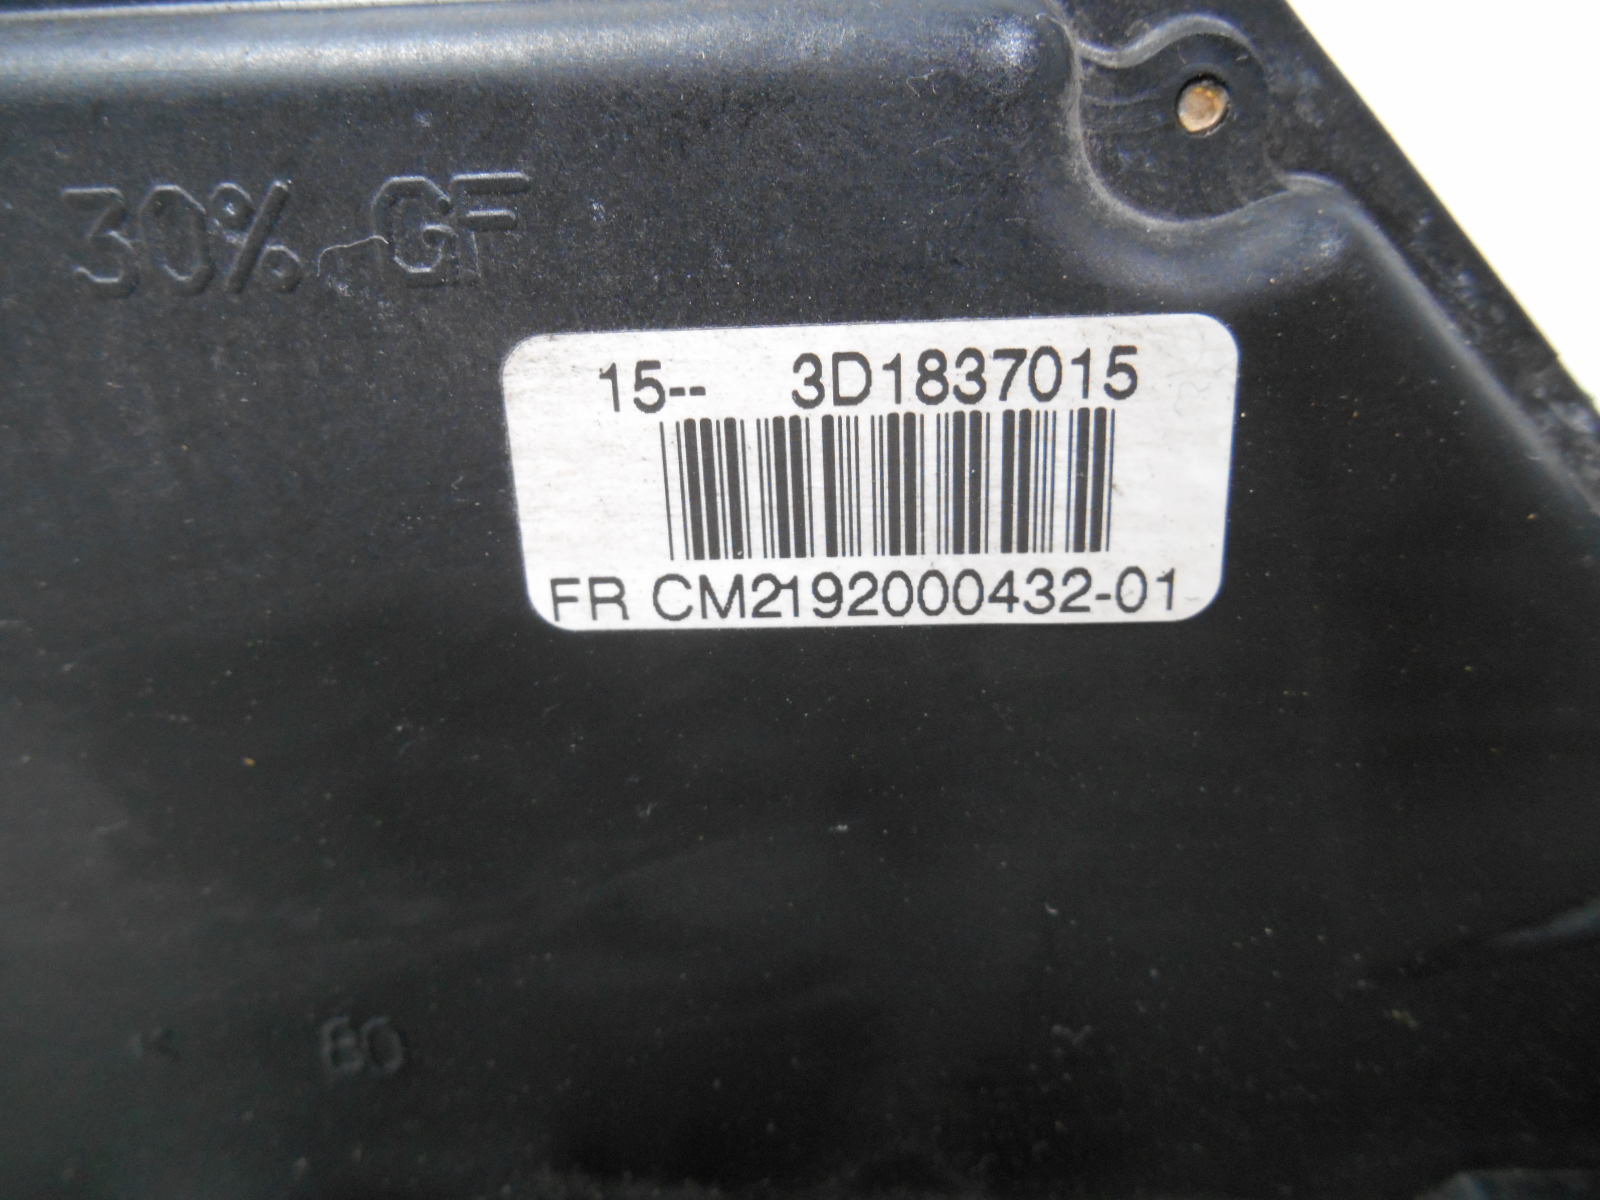 30% GF
15-- 3D1837015
FR CM2192000432-01